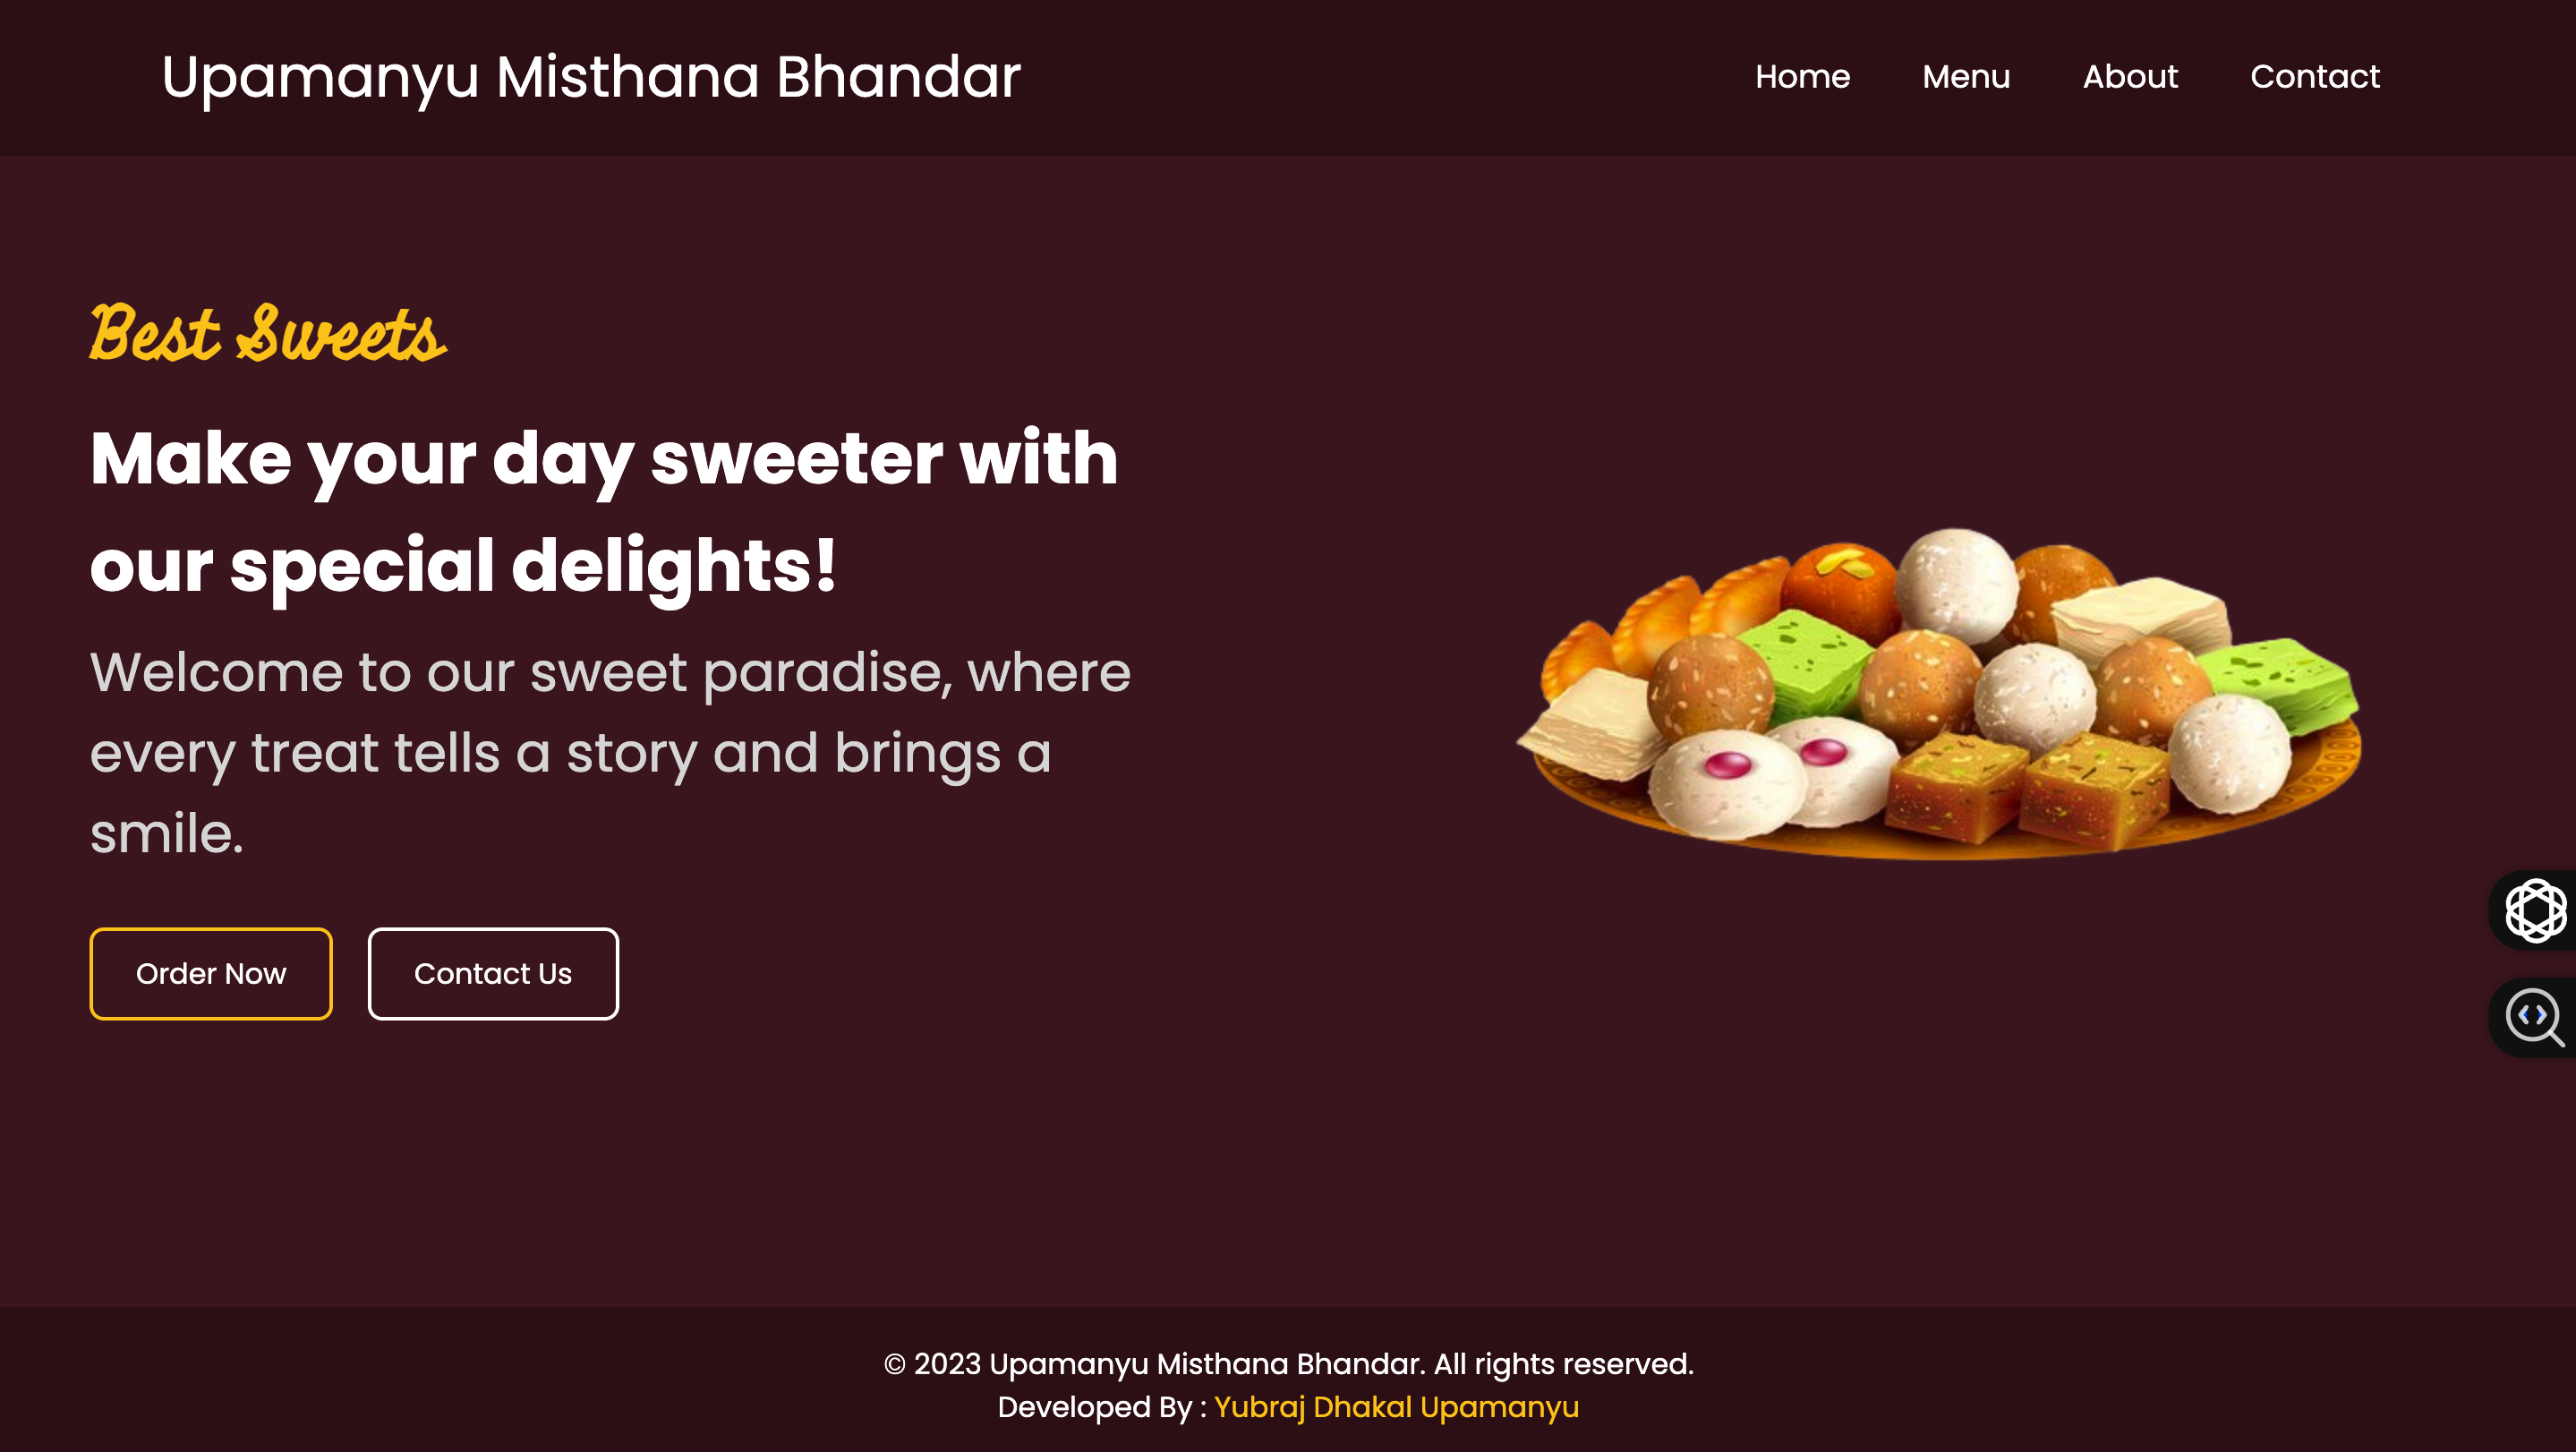 Upamanyu Misthana Bhandar
Home Menu About Contact
Best Sweets
Make your day sweeter with
our special delights!
Welcome to our sweet paradise, where
every treat tells a story and brings a
smile.
Order Now Contact Us
© 2023 Upamanyu Misthana Bhandar. All rights reserved.
Developed By : Yubraj Dhakal Upamanyu